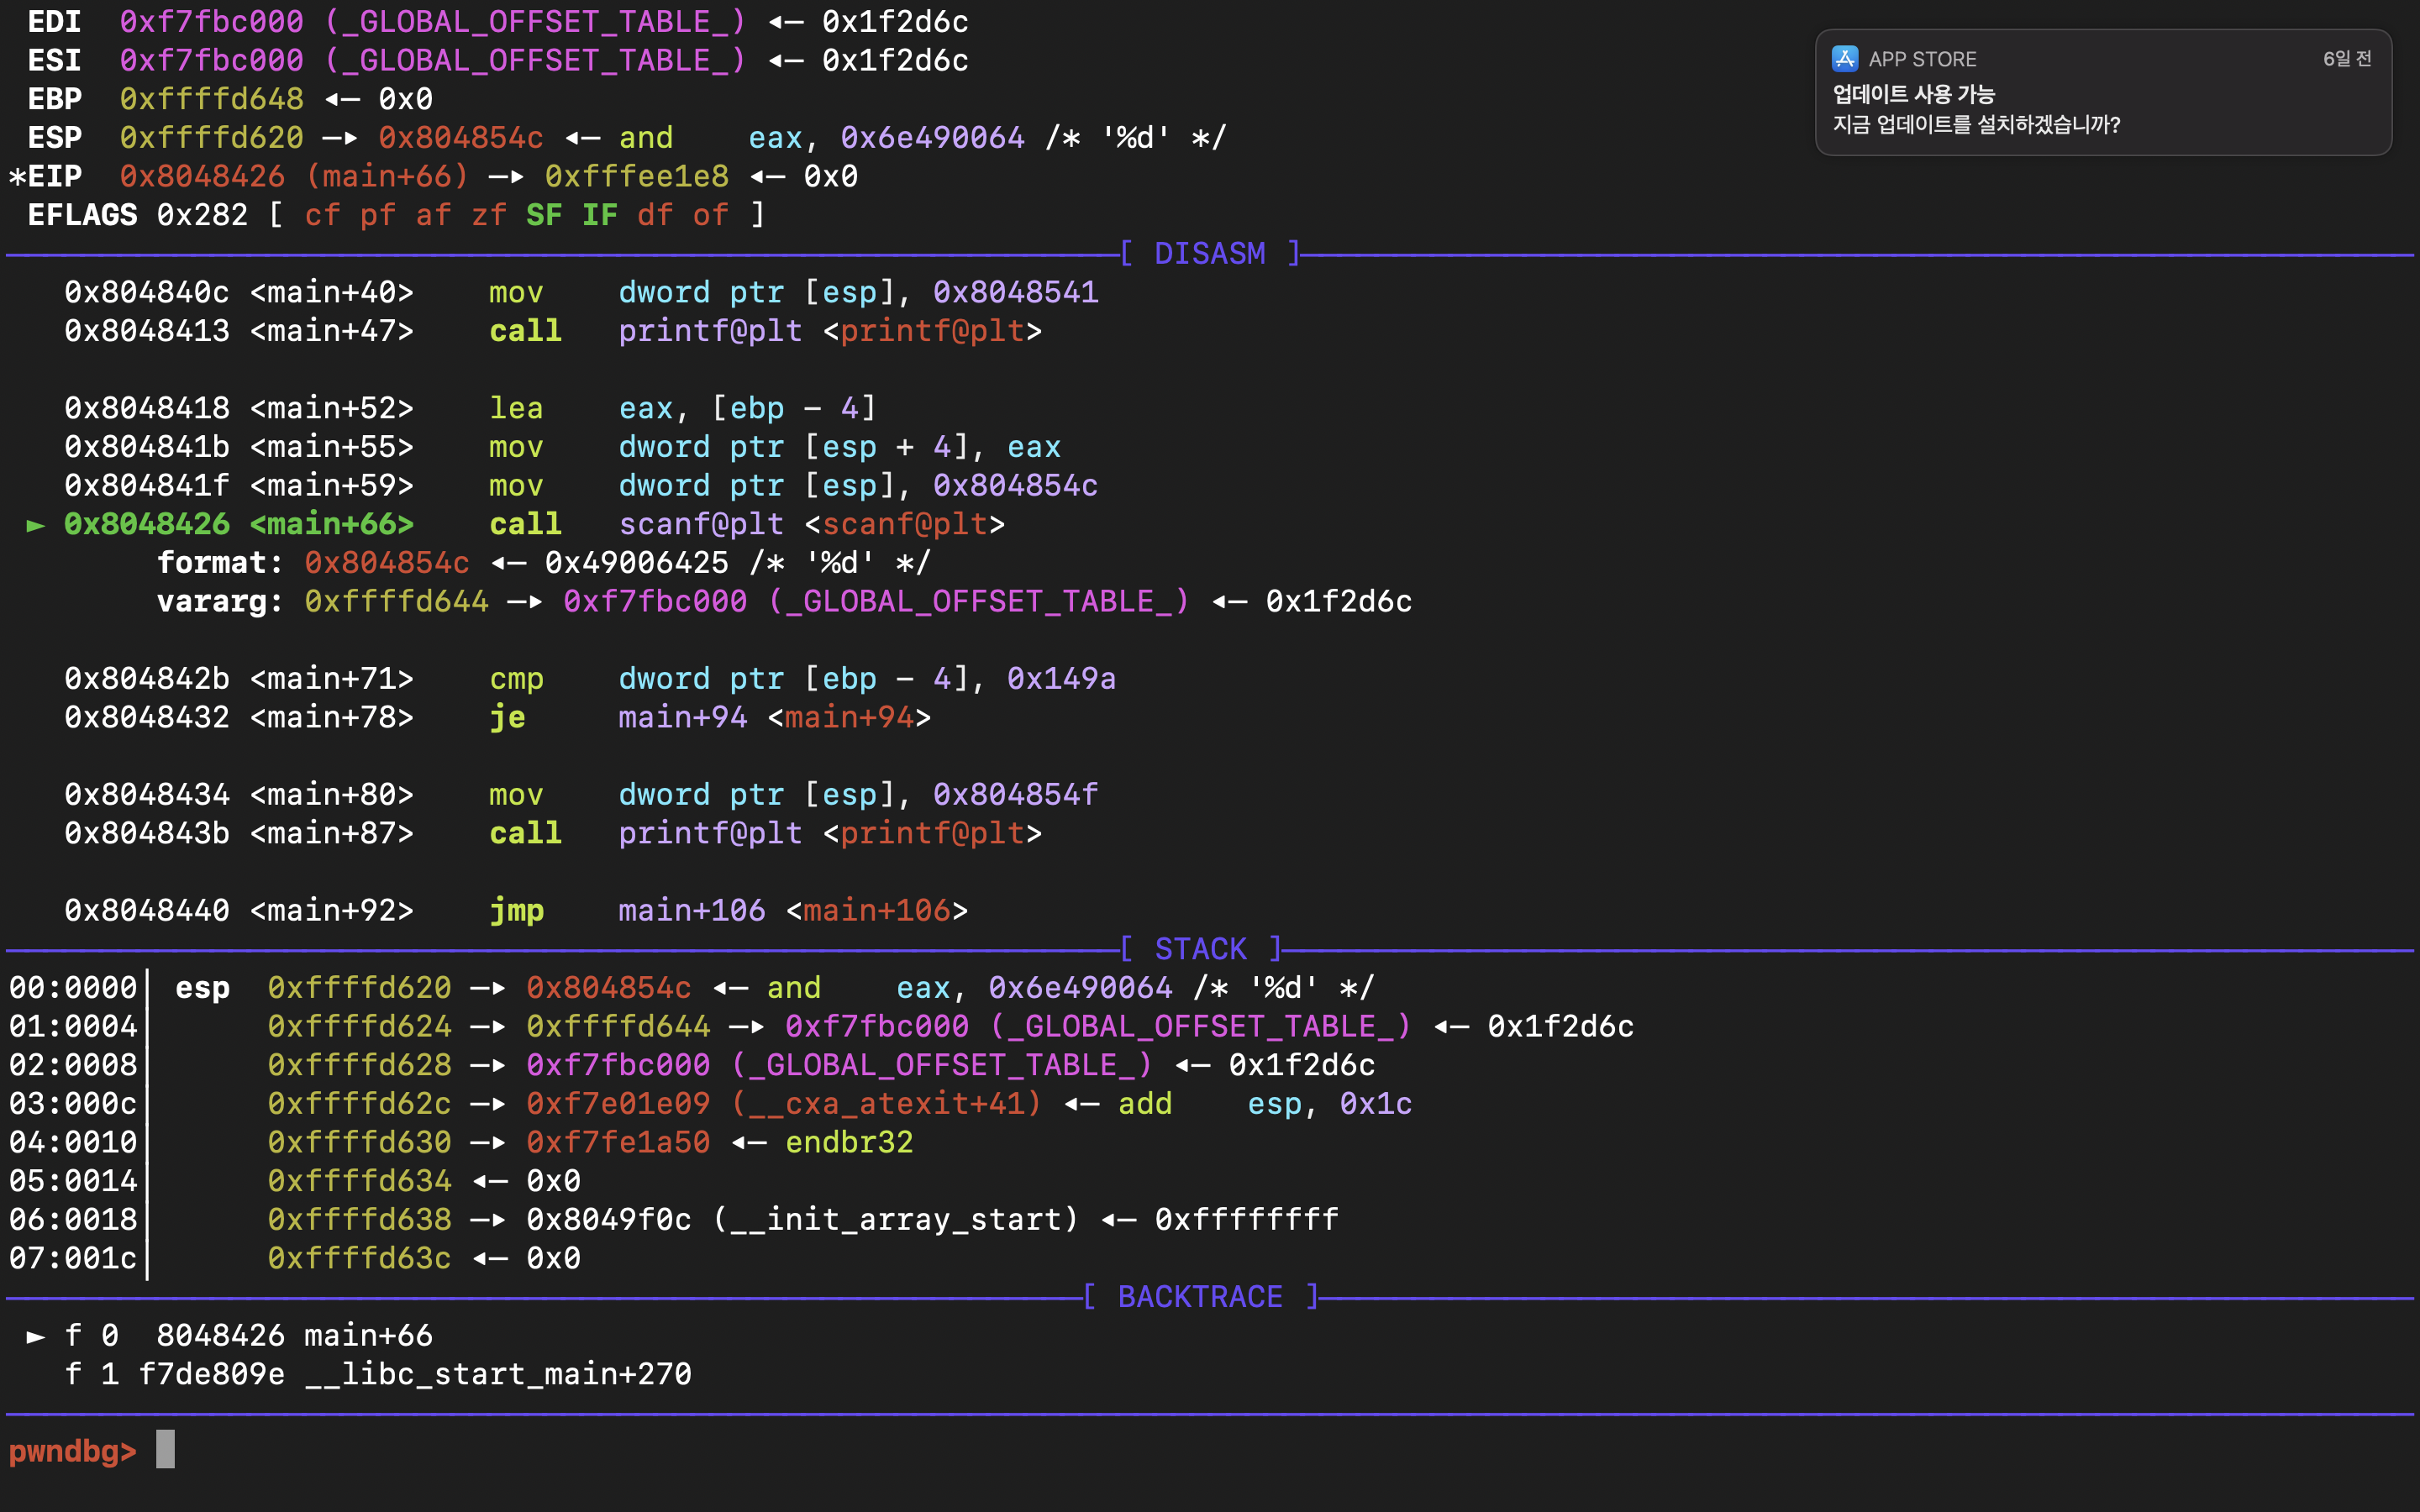 EDI  0xf7fbc000 (_GLOBAL_OFFSET_TABLE_) ◂— 0x1f2d6c
ESI  0xf7fbc000 (_GLOBAL_OFFSET_TABLE_) ◂— 0x1f2d6c
EBP  0xffffd648 ◂— 0x0
ESP  0xffffd620 —▸ 0x804854c ◂— and    eax, 0x6e490064 /* '%d' */
*EIP  0x8048426 (main+66) —▸ 0xfffee1e8 ◂— 0x0
EFLAGS 0x282 [ cf pf af zf SF IF df of ]
APP STORE 6일 전
업데이트 사용 가능
지금 업데이트를 설치하겠습니까?
[ DISASM ]
0x804840c <main+40>    mov    dword ptr [esp], 0x8048541
0x8048413 <main+47>    call   printf@plt <printf@plt>
0x8048418 <main+52>    lea    eax, [ebp - 4]
0x804841b <main+55>    mov    dword ptr [esp + 4], eax
0x804841f <main+59>    mov    dword ptr [esp], 0x804854c
► 0x8048426 <main+66>    call   scanf@plt <scanf@plt>
format: 0x804854c ◂— 0x49006425 /* '%d' */
vararg: 0xffffd644 —▸ 0xf7fbc000 (_GLOBAL_OFFSET_TABLE_) ◂— 0x1f2d6c
0x804842b <main+71>    cmp    dword ptr [ebp - 4], 0x149a
0x8048432 <main+78>    je     main+94 <main+94>
0x8048434 <main+80>    mov    dword ptr [esp], 0x804854f
0x804843b <main+87>    call   printf@plt <printf@plt>
0x8048440 <main+92>    jmp    main+106 <main+106>
[ STACK ]
00:0000│ esp  0xffffd620 —▸ 0x804854c ◂— and    eax, 0x6e490064 /* '%d' */
01:0004│      0xffffd624 —▸ 0xffffd644 —▸ 0xf7fbc000 (_GLOBAL_OFFSET_TABLE_) ◂— 0x1f2d6c
02:0008│      0xffffd628 —▸ 0xf7fbc000 (_GLOBAL_OFFSET_TABLE_) ◂— 0x1f2d6c
03:000c│      0xffffd62c —▸ 0xf7e01e09 (__cxa_atexit+41) ◂— add    esp, 0x1c
04:0010│      0xffffd630 —▸ 0xf7fe1a50 ◂— endbr32
05:0014│      0xffffd634 ◂— 0x0
06:0018│      0xffffd638 —▸ 0x8049f0c (__init_array_start) ◂— 0xffffffff
07:001c│      0xffffd63c ◂— 0x0
[ BACKTRACE ]
► f 0  8048426 main+66
f 1 f7de809e __libc_start_main+270
pwndbg>